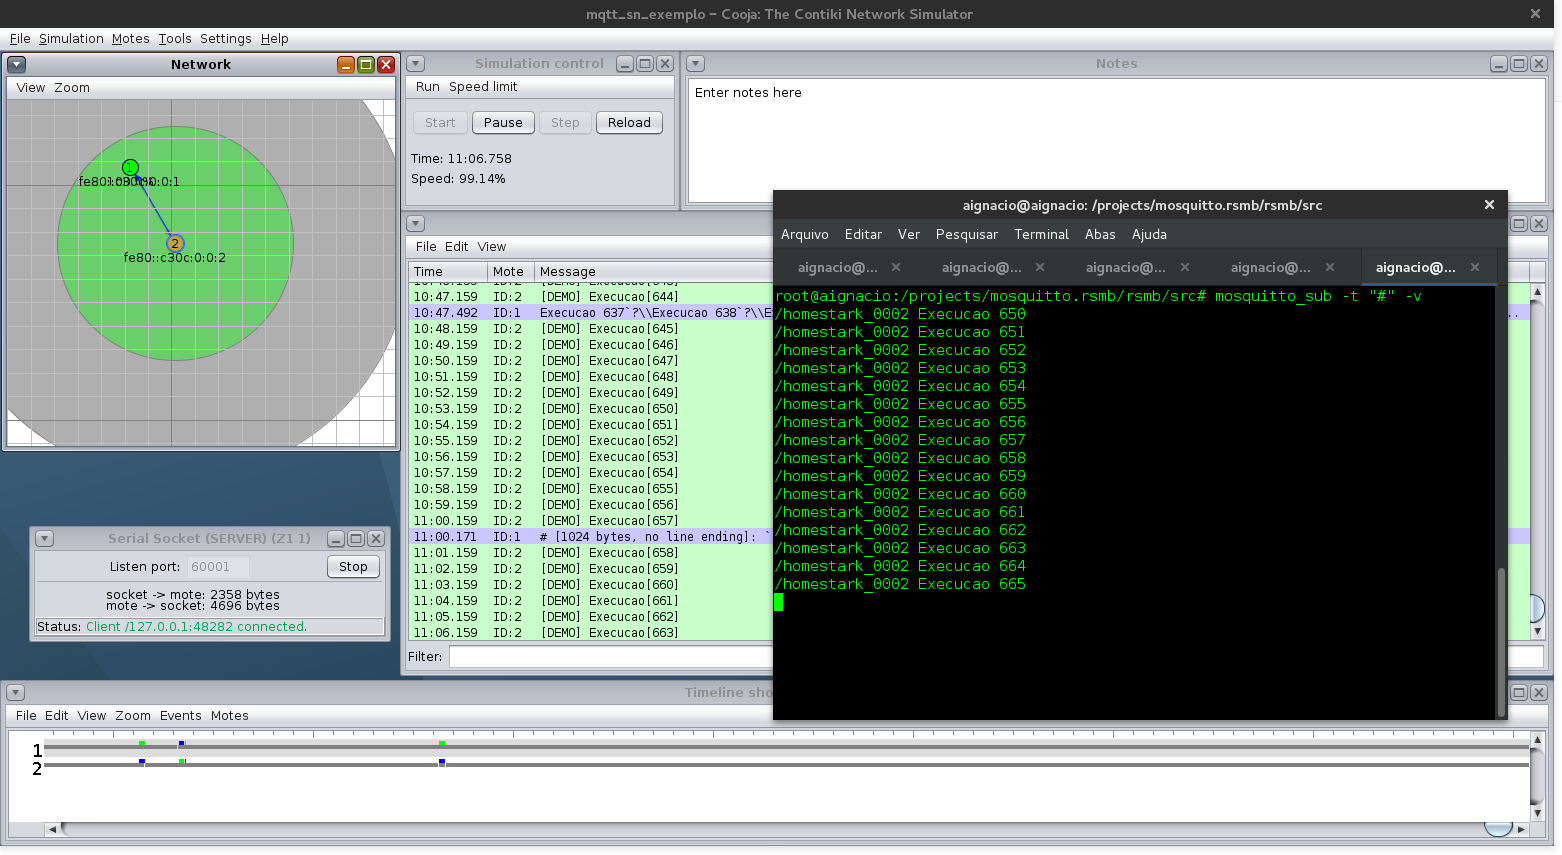 mqtt_sn_exemplo – Cooja: The Contiki Network Simulator
File Simulation Motes Tools Settings Help
Network
View Zoom
1
2
fe80::c30c:0:0:2
Simulation control
Run Speed limit
Start Pause Step Reload
Time: 11:06.758
Speed: 99.14%
Notes
Enter notes here
File Edit View
Time Mote Message
10:47.159 ID:2 [DEMO] Execucao[644]
10:47.492 ID:1 Execucao 637`?\\Execucao 638`?\\E
10:48.159 ID:2 [DEMO] Execucao[645]
10:49.159 ID:2 [DEMO] Execucao[646]
10:50.159 ID:2 [DEMO] Execucao[647]
10:51.159 ID:2 [DEMO] Execucao[648]
10:52.159 ID:2 [DEMO] Execucao[649]
10:53.159 ID:2 [DEMO] Execucao[650]
10:54.159 ID:2 [DEMO] Execucao[651]
10:55.159 ID:2 [DEMO] Execucao[652]
10:56.159 ID:2 [DEMO] Execucao[653]
10:57.159 ID:2 [DEMO] Execucao[654]
10:58.159 ID:2 [DEMO] Execucao[655]
10:59.159 ID:2 [DEMO] Execucao[656]
11:00.159 ID:2 [DEMO] Execucao[657]
11:00.171 ID:1 # [1024 bytes, no line ending]: `
11:01.159 ID:2 [DEMO] Execucao[658]
11:02.159 ID:2 [DEMO] Execucao[659]
11:03.159 ID:2 [DEMO] Execucao[660]
11:04.159 ID:2 [DEMO] Execucao[661]
11:05.159 ID:2 [DEMO] Execucao[662]
11:06.159 ID:2 [DEMO] Execucao[663]
Filter:
aignacio@aignacio: /projects/mosquitto.rsmb/rsmb/src
Arquivo Editar Ver Pesquisar Terminal Abas Ajuda
aignacio@... aignacio@... aignacio@... aignacio@... aignacio@...
root@aignacio:/projects/mosquitto.rsmb/rsmb/src# mosquitto_sub -t "#" -v
/homestark_0002 Execucao 650
/homestark_0002 Execucao 651
/homestark_0002 Execucao 652
/homestark_0002 Execucao 653
/homestark_0002 Execucao 654
/homestark_0002 Execucao 655
/homestark_0002 Execucao 656
/homestark_0002 Execucao 657
/homestark_0002 Execucao 658
/homestark_0002 Execucao 659
/homestark_0002 Execucao 660
/homestark_0002 Execucao 661
/homestark_0002 Execucao 662
/homestark_0002 Execucao 663
/homestark_0002 Execucao 664
/homestark_0002 Execucao 665
Serial Socket (SERVER) (Z1 1)
Listen port: 60001 Stop
socket -> mote: 2358 bytes
mote -> socket: 4696 bytes
Status: Client /127.0.0.1:48282 connected.
Timeline sho
File Edit View Zoom Events Motes
1
2